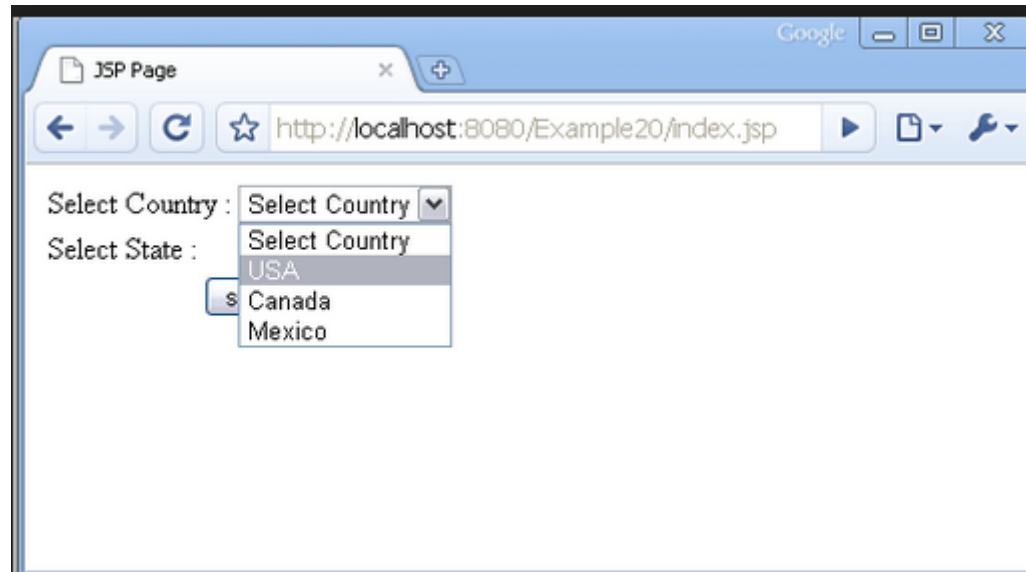 Google
JSP Page
http://localhost:8080/Example20/index.jsp
Select Country : Select Country
Select State :
Select Country
USA
Canada
Mexico